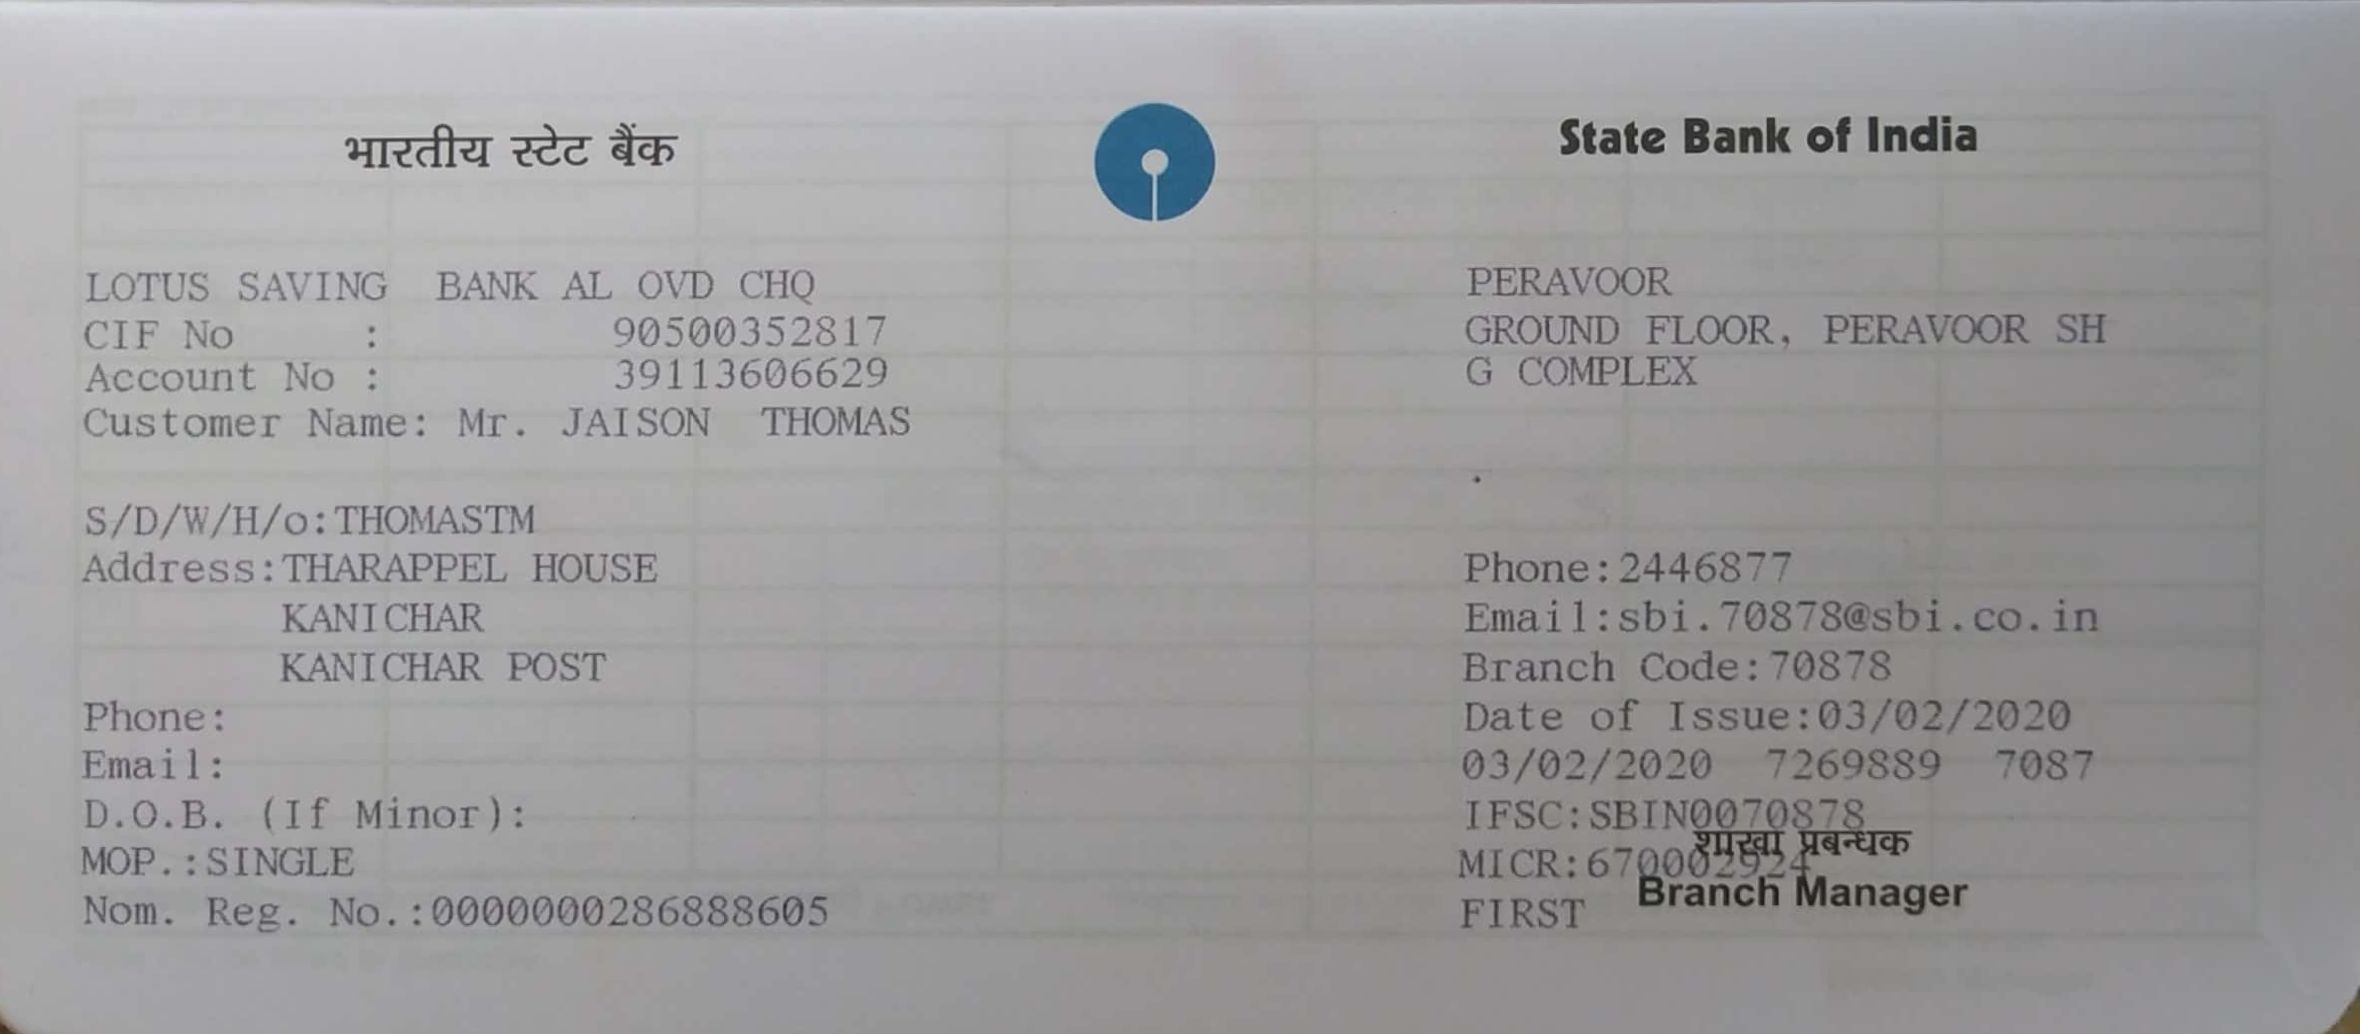 भारतीय स्टेट बैंक
State Bank of India
LOTUS SAVING BANK AL OVD CHQ
CIF No : 90500352817
Account No : 39113606629
Customer Name: Mr. JAISON THOMAS
S/D/W/H/o:THOMASTM
Address:THARAPPEL HOUSE
KANICHAR
KANICHAR POST
Phone:
Email:
D.O.B. (If Minor):
MOP.:SINGLE
Nom. Reg. No.:0000000286888605
PERAVOOR
GROUND FLOOR, PERAVOOR SH
G COMPLEX
.
Phone:2446877
Email:sbi.70878@sbi.co.in
Branch Code:70878
Date of Issue:03/02/2020
03/02/2020 7269889 7087
IFSC:SBIN0070878
शाखा प्रबन्धक
MICR:670002924
Branch Manager
FIRST